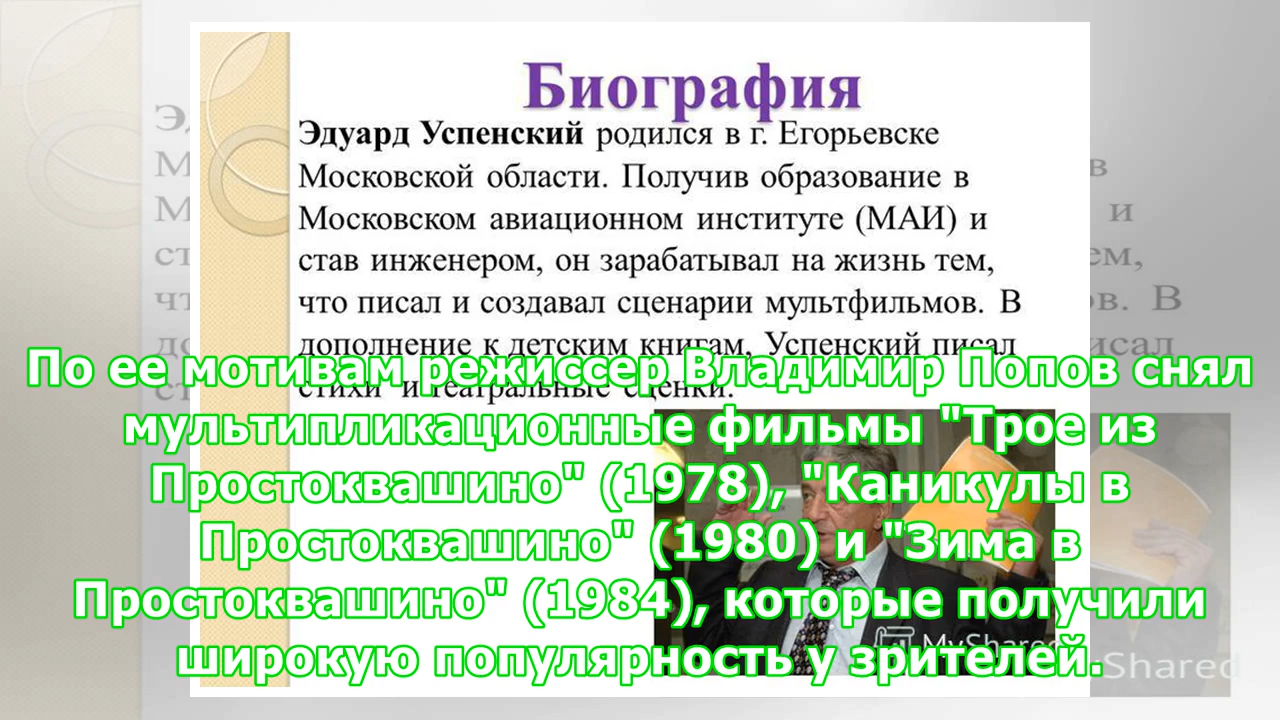 Биография
Эдуард Успенский родился в г. Егорьевске
Московской области. Получив образование в
Московском авиационном институте (МАИ) и
став инженером, он зарабатывал на жизнь тем,
что писал и создавал сценарии мультфильмов. В
дополнение к детским книгам, Успенский писал
стихи и театральные сценки.
По ее мотивам режиссер Владимир Попов снял
мультипликационные фильмы "Трое из
Простоквашино" (1978), "Каникулы в
Простоквашино" (1980) и "Зима в
Простоквашино" (1984), которые получили
широкую популярность у зрителей.
MyShared
Shared